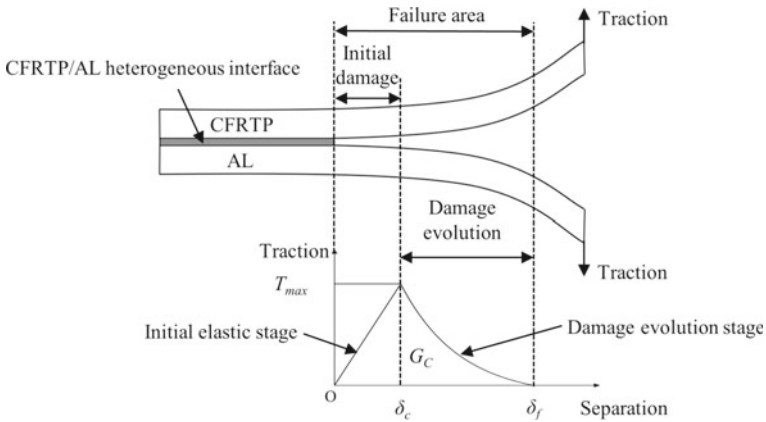 Failure area
Traction
Initial
damage
CFRTP/AL heterogeneous interface
CFRTP
AL
Damage
evolution
Traction
Traction
T_max
Initial elastic stage
Damage evolution stage
G_C
O
δ_c
δ_f
Separation